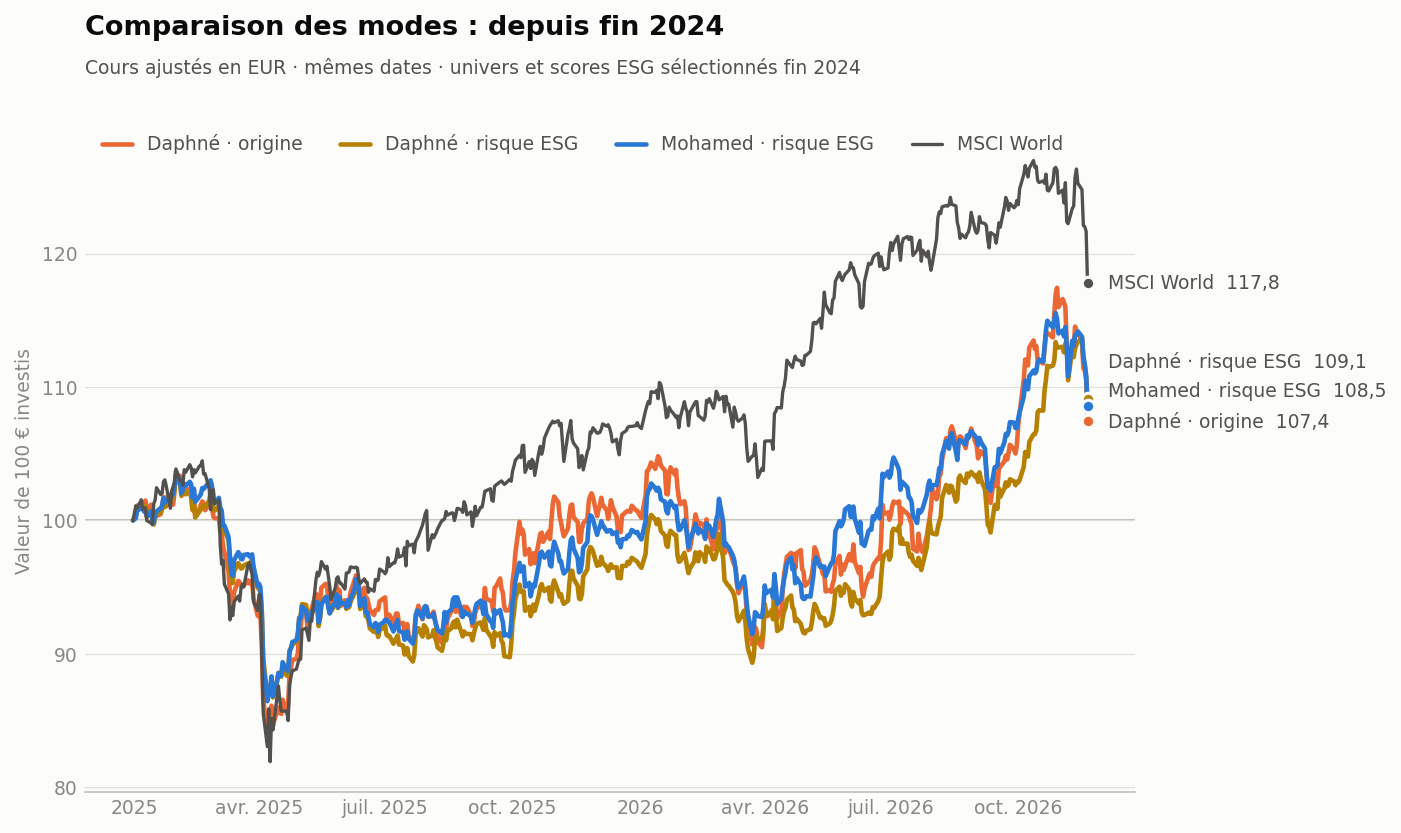 Comparaison des modes : depuis fin 2024
Cours ajustés en EUR · mêmes dates · univers et scores ESG sélectionnés fin 2024
Daphné · origine
Daphné · risque ESG
Mohamed · risque ESG
MSCI World
Valeur de 100 € investis
120
110
100
90
80
MSCI World 117,8
Daphné · risque ESG 109,1
Mohamed · risque ESG 108,5
Daphné · origine 107,4
2025
avr. 2025
juil. 2025
oct. 2025
2026
avr. 2026
juil. 2026
oct. 2026